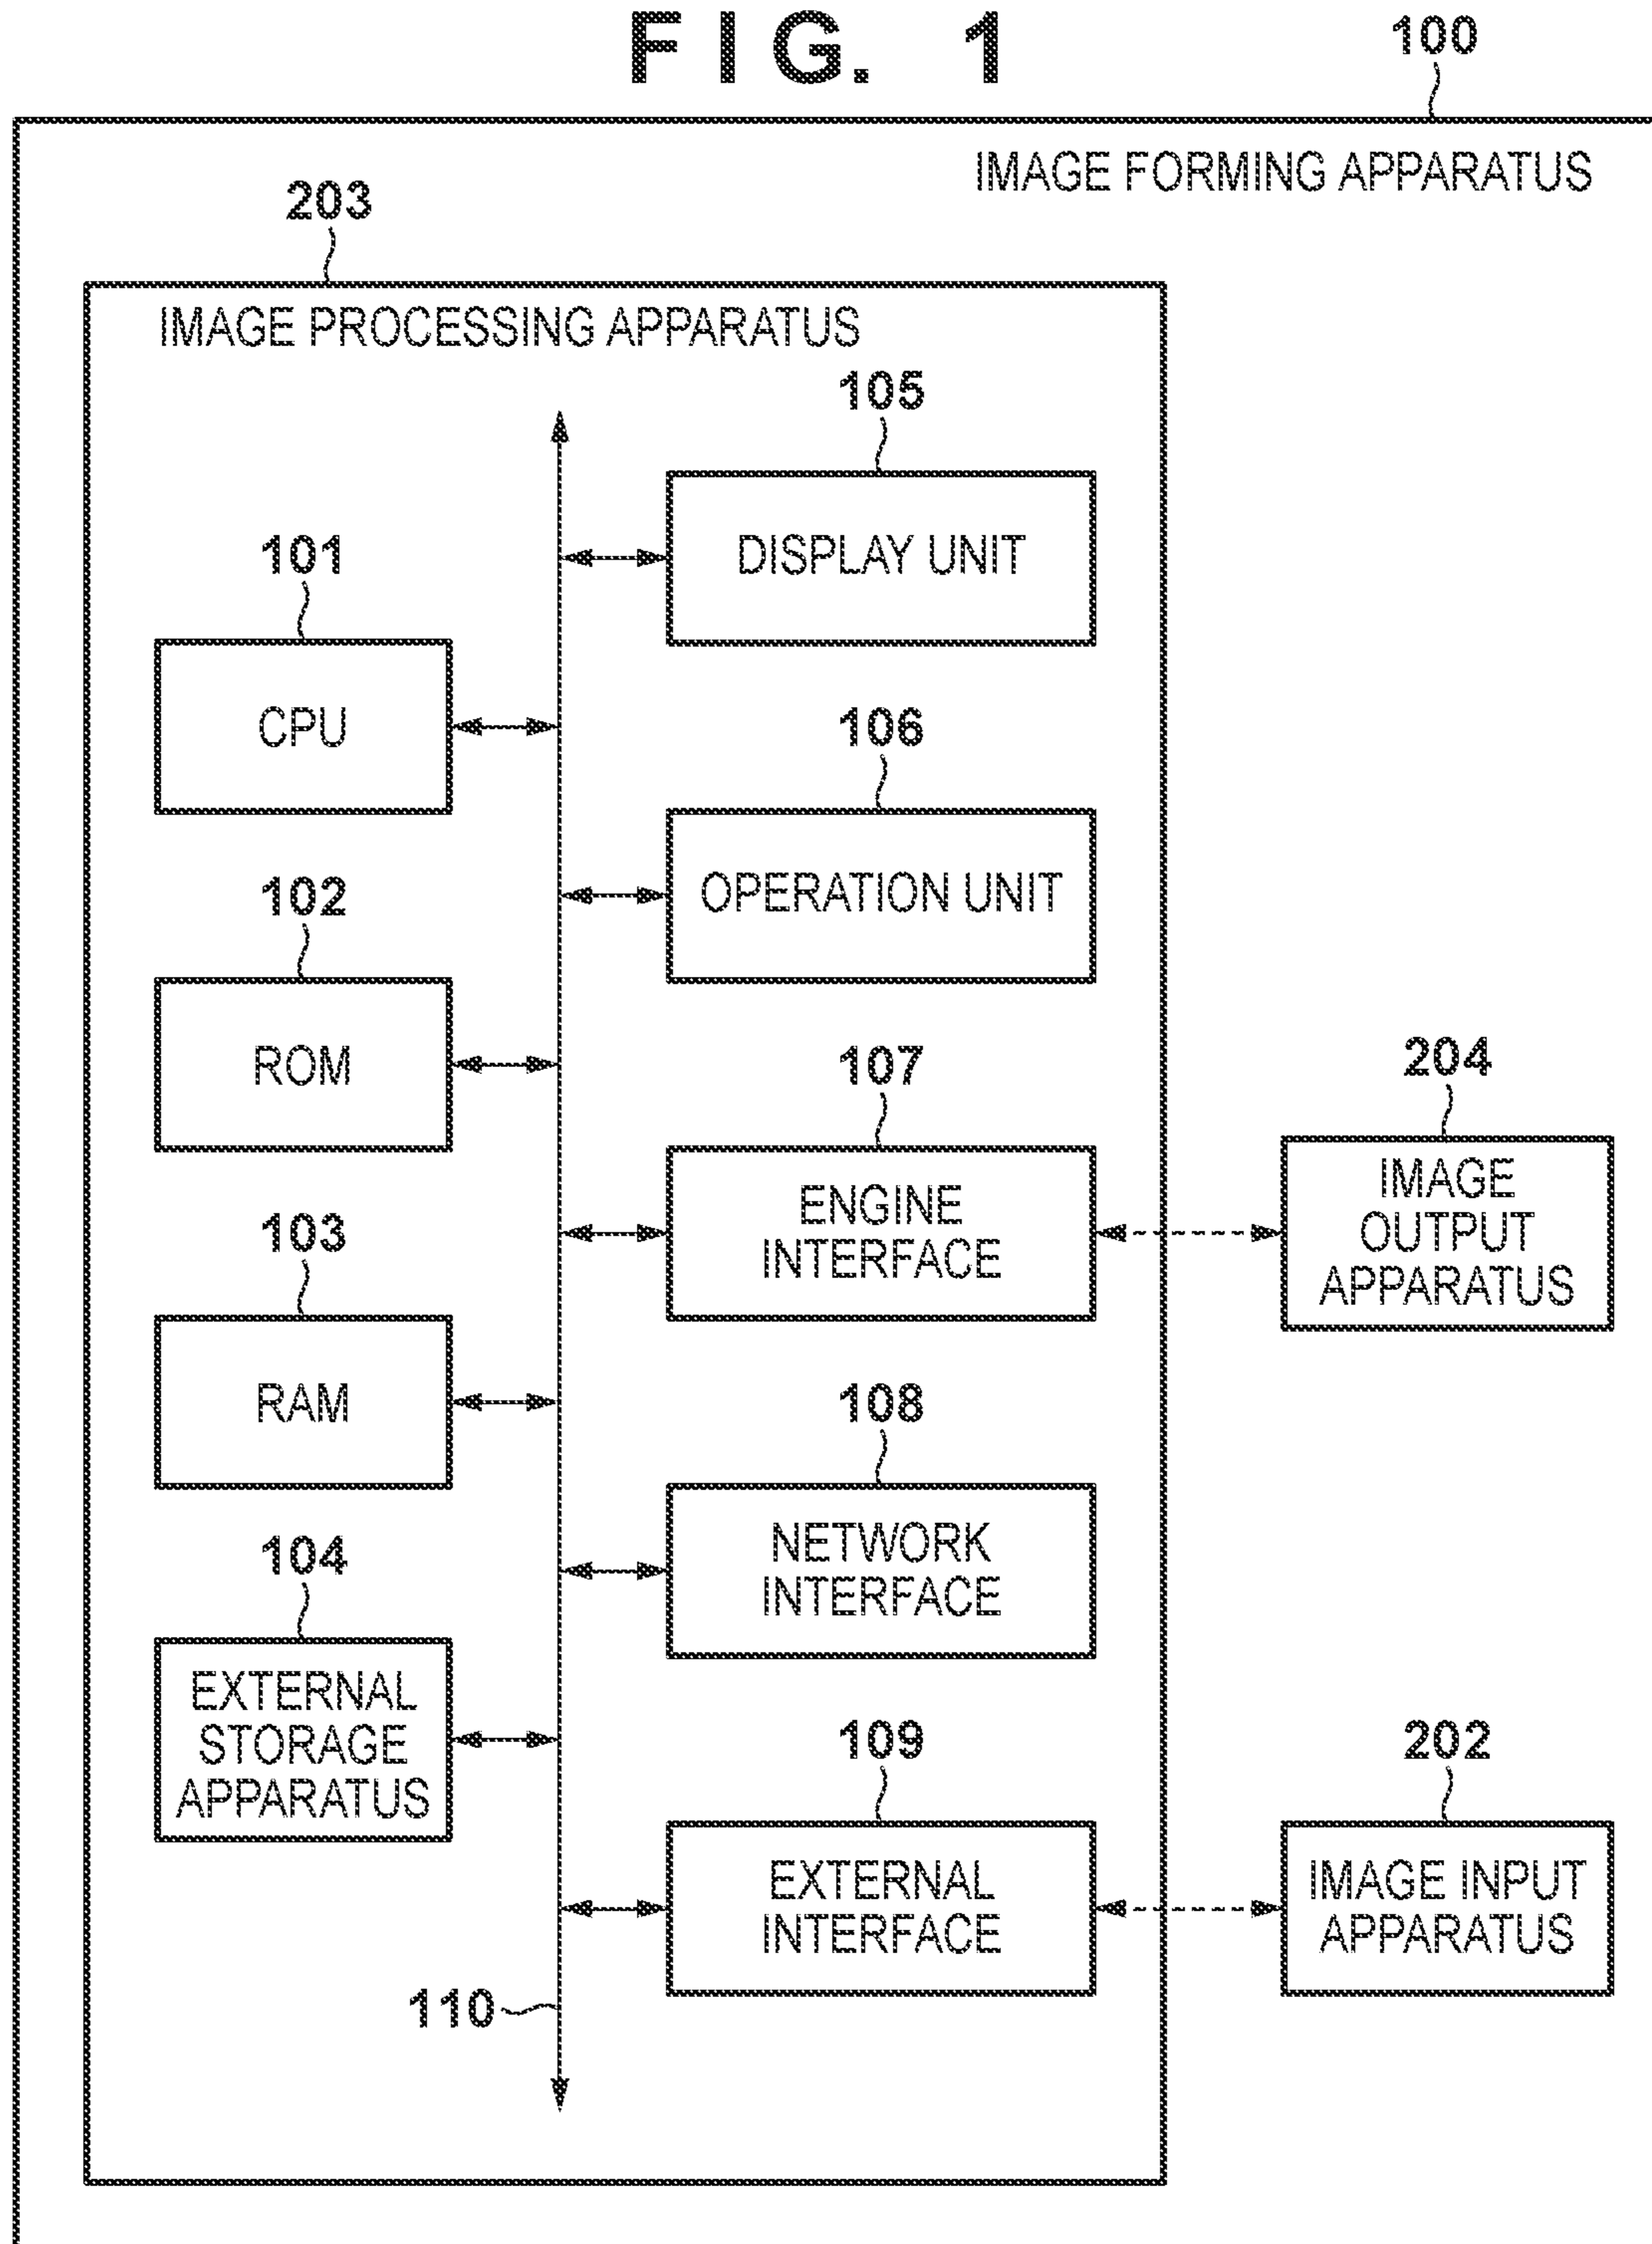 FIG. 1
100
IMAGE FORMING APPARATUS
203
IMAGE PROCESSING APPARATUS
105
DISPLAY UNIT
101
CPU
106
OPERATION UNIT
102
ROM
107
ENGINE
INTERFACE
204
IMAGE
OUTPUT
APPARATUS
103
RAM
108
NETWORK
INTERFACE
104
EXTERNAL
STORAGE
APPARATUS
109
EXTERNAL
INTERFACE
202
IMAGE INPUT
APPARATUS
110